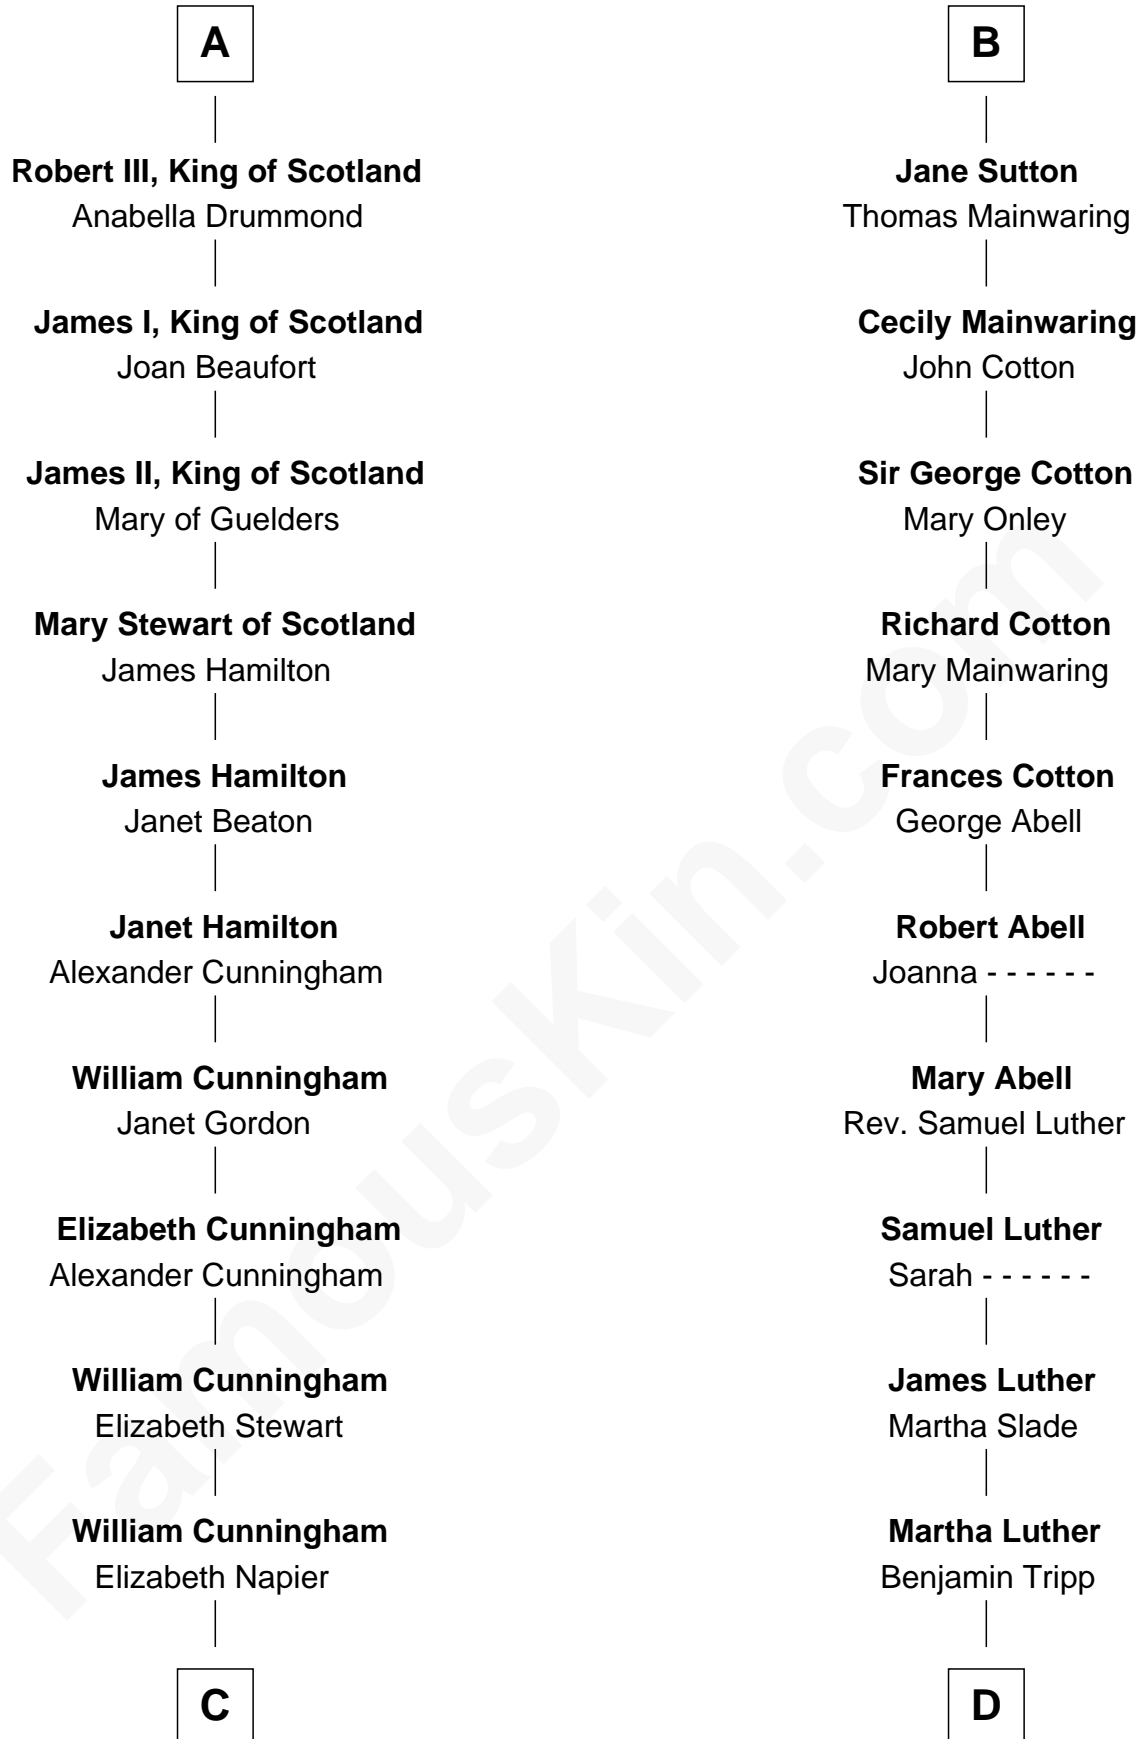 A
Robert III, King of Scotland
Anabella Drummond
James I, King of Scotland
Joan Beaufort
James II, King of Scotland
Mary of Guelders
Mary Stewart of Scotland
James Hamilton
James Hamilton
Janet Beaton
Janet Hamilton
Alexander Cunningham
William Cunningham
Janet Gordon
Elizabeth Cunningham
Alexander Cunningham
William Cunningham
Elizabeth Stewart
William Cunningham
Elizabeth Napier
C
B
Jane Sutton
Thomas Mainwaring
Cecily Mainwaring
John Cotton
Sir George Cotton
Mary Onley
Richard Cotton
Mary Mainwaring
Frances Cotton
George Abell
Robert Abell
Joanna - - - - - -
Mary Abell
Rev. Samuel Luther
Samuel Luther
Sarah - - - - - -
James Luther
Martha Slade
Martha Luther
Benjamin Tripp
D
FamousKin.com